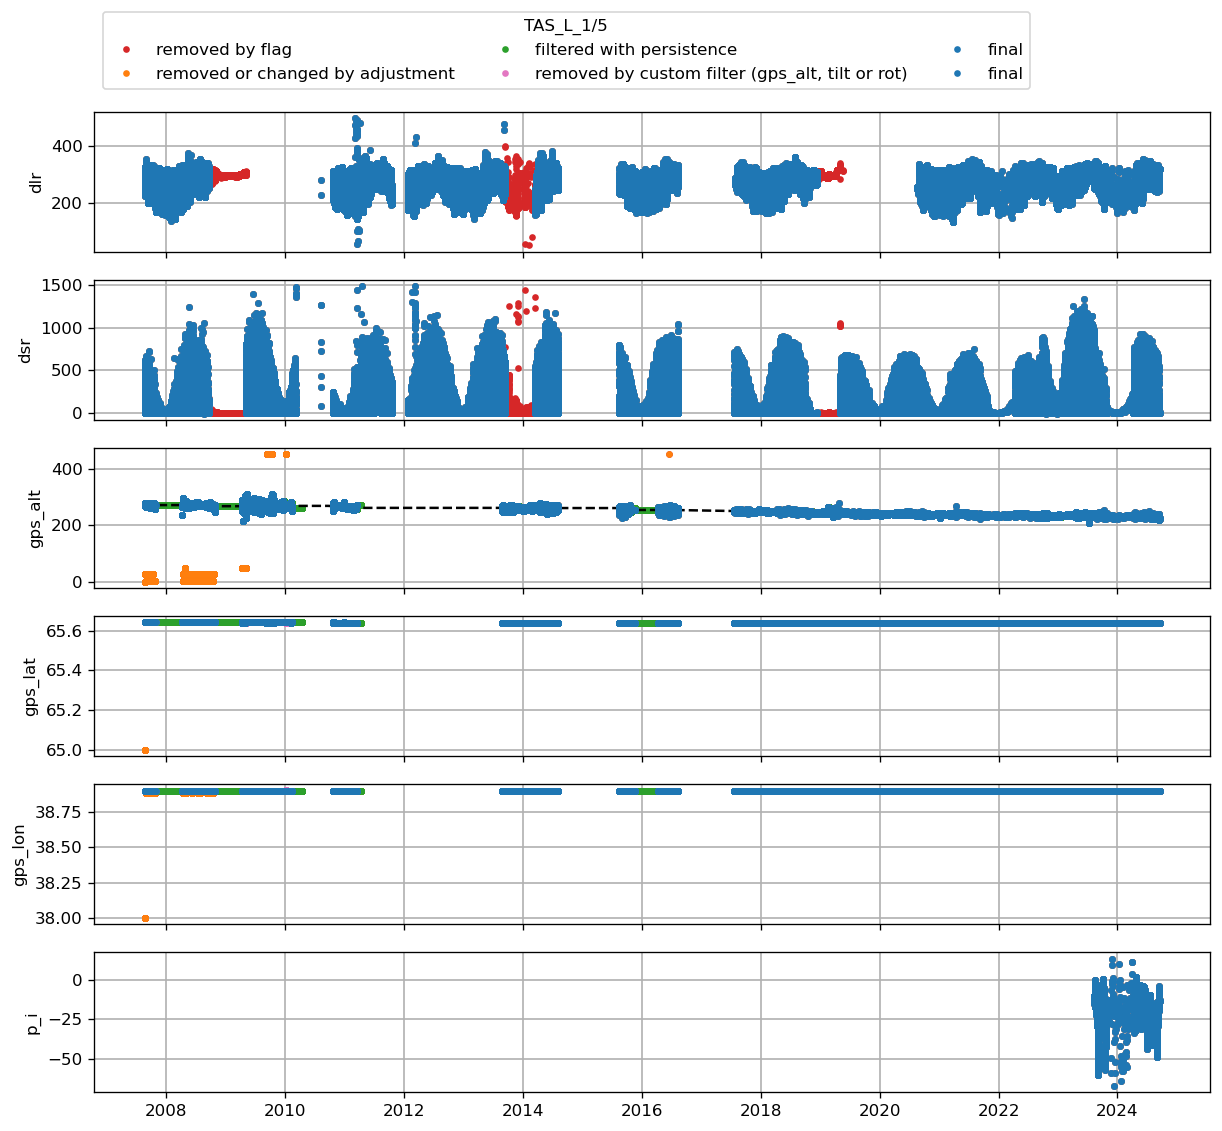 TAS_L_1/5
removed by flag
filtered with persistence
final
removed or changed by adjustment
removed by custom filter (gps_alt, tilt or rot)
final
400
200
dlr
1500
1000
500
0
dsr
400
200
0
gps_alt
65.6
65.4
65.2
65.0
gps_lat
38.75
38.50
38.25
38.00
gps_lon
0
−25
−50
p_i
2008 2010 2012 2014 2016 2018 2020 2022 2024